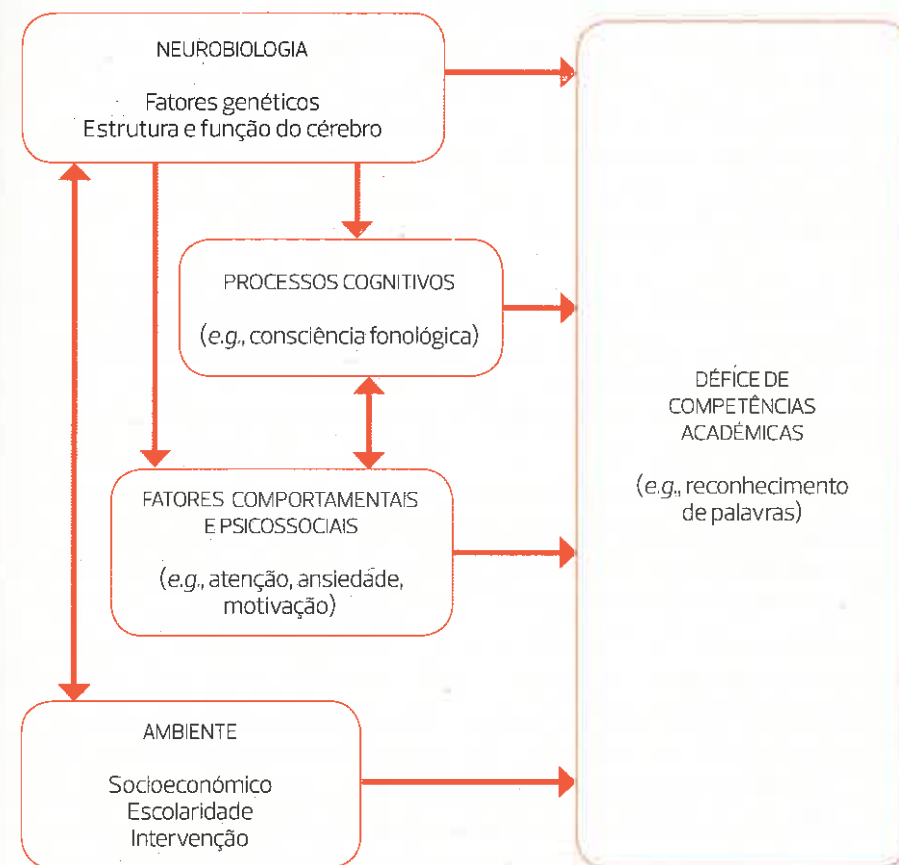 NEUROBIOLOGIA
Fatores genéticos
Estrutura e função do cérebro
PROCESSOS COGNITIVOS
(e.g., consciência fonológica)
FATORES COMPORTAMENTAIS
E PSICOSSOCIAIS
(e.g., atenção, ansiedade,
motivação)
AMBIENTE
Socioeconómico
Escolaridade
Intervenção
DÉFICE DE
COMPETÊNCIAS
ACADÉMICAS
(e.g., reconhecimento
de palavras)